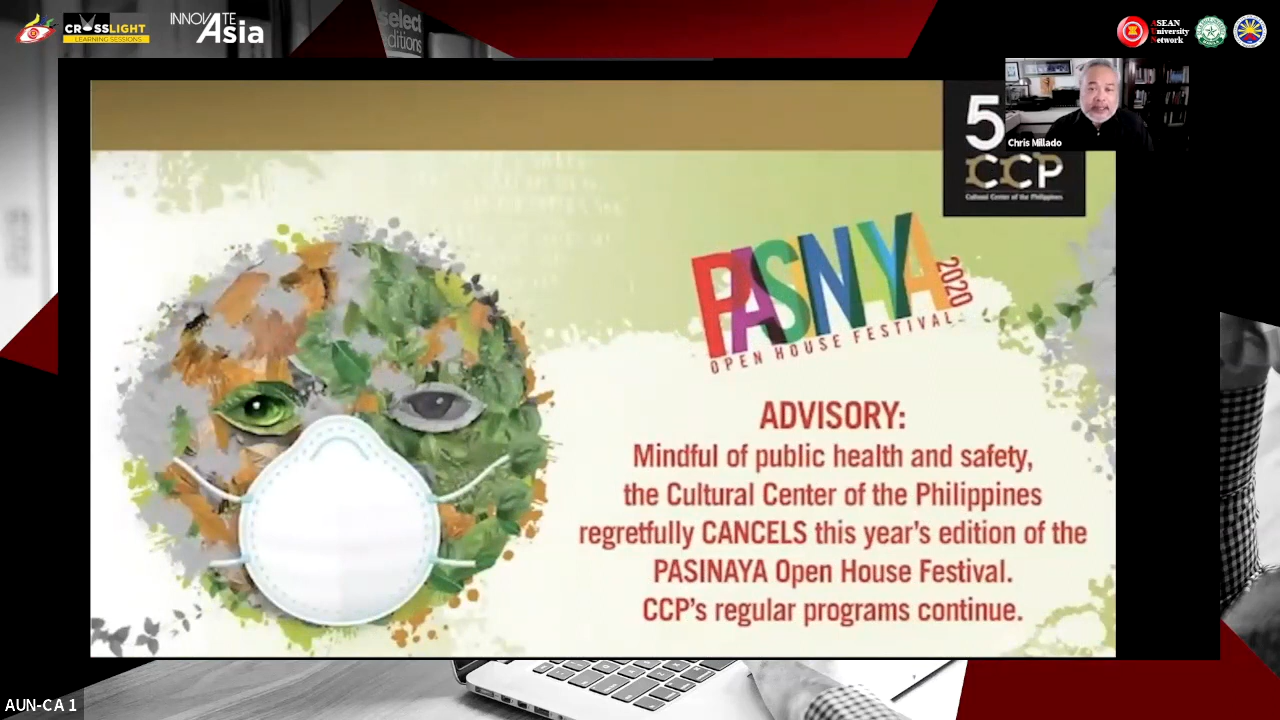 CROSSLIGHT
LEARNING SESSIONS
INNOVATE
Asia
select
ditions
ASEAN
University
Network
Chris Millado
5
CCP
Cultural Center of the Philippines
PASINAYA
2020
OPEN HOUSE FESTIVAL
ADVISORY:
Mindful of public health and safety,
the Cultural Center of the Philippines
regretfully CANCELS this year's edition of the
PASINAYA Open House Festival.
CCP's regular programs continue.
AUN-CA 1